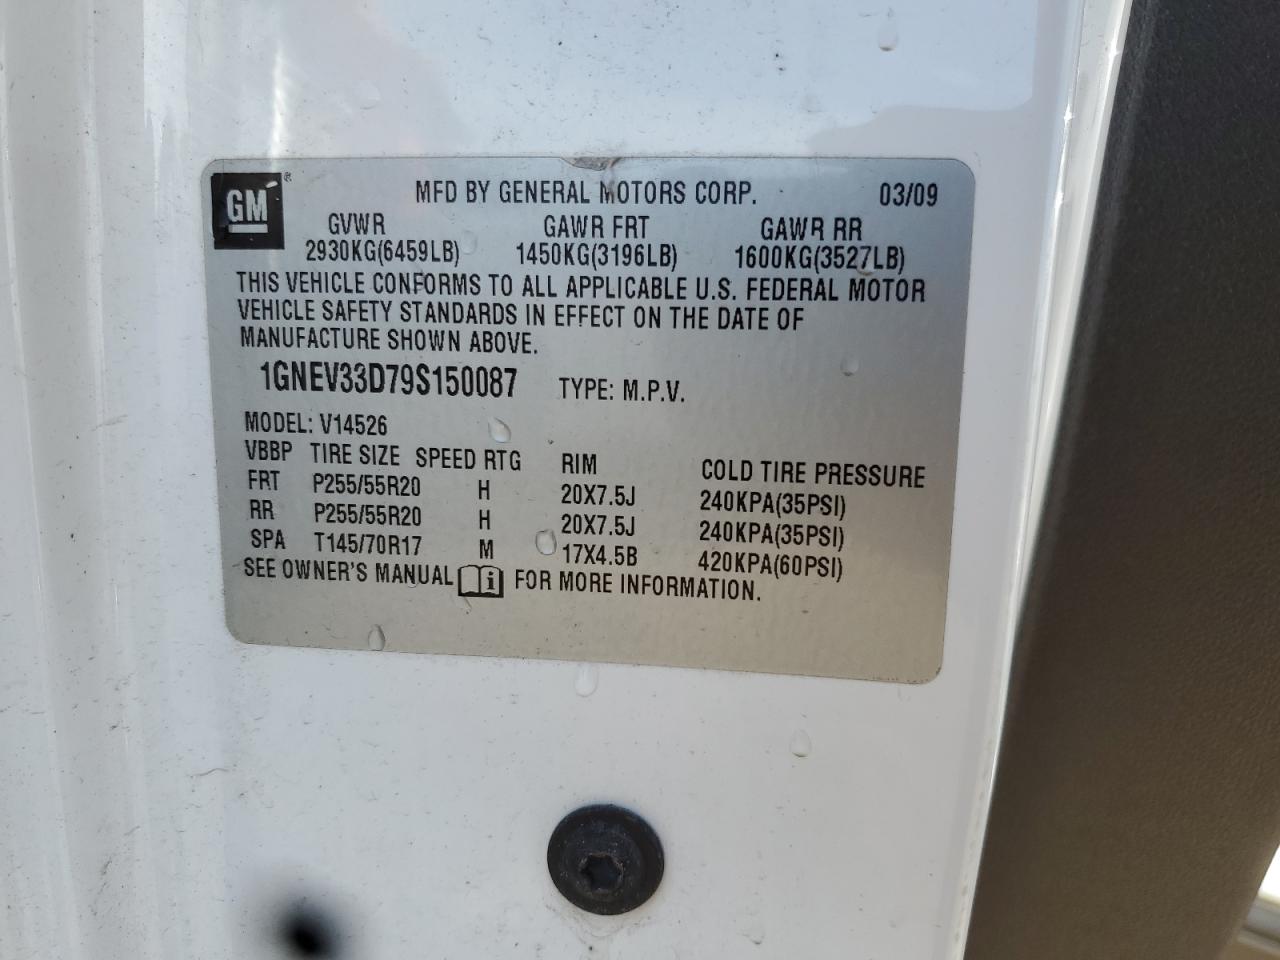 GM ® MFD BY GENERAL MOTORS CORP. 03/09
GVWR GAWR FRT GAWR RR
2930KG(6459LB) 1450KG(3196LB) 1600KG(3527LB)
THIS VEHICLE CONFORMS TO ALL APPLICABLE U.S. FEDERAL MOTOR
VEHICLE SAFETY STANDARDS IN EFFECT ON THE DATE OF
MANUFACTURE SHOWN ABOVE.
1GNEV33D79S150087 TYPE: M.P.V.
MODEL: V14526
VBBP TIRE SIZE SPEED RTG RIM COLD TIRE PRESSURE
FRT P255/55R20 H 20X7.5J 240KPA(35PSI)
RR P255/55R20 H 20X7.5J 240KPA(35PSI)
SPA T145/70R17 M 17X4.5B 420KPA(60PSI)
SEE OWNER'S MANUAL FOR MORE INFORMATION.